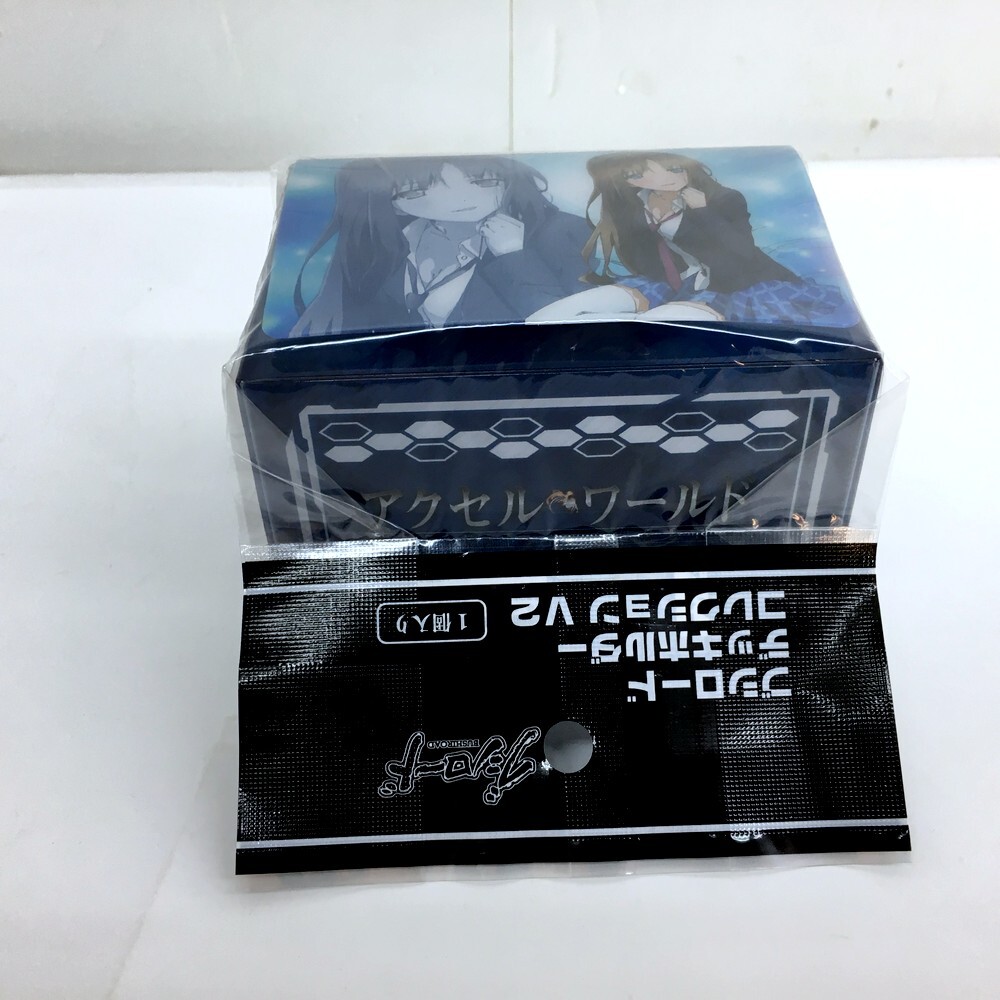 アクセル・ワールド
ブシロード
デッキホルダー
コレクション V2
1個入り
ブシロード
BUSHIROAD